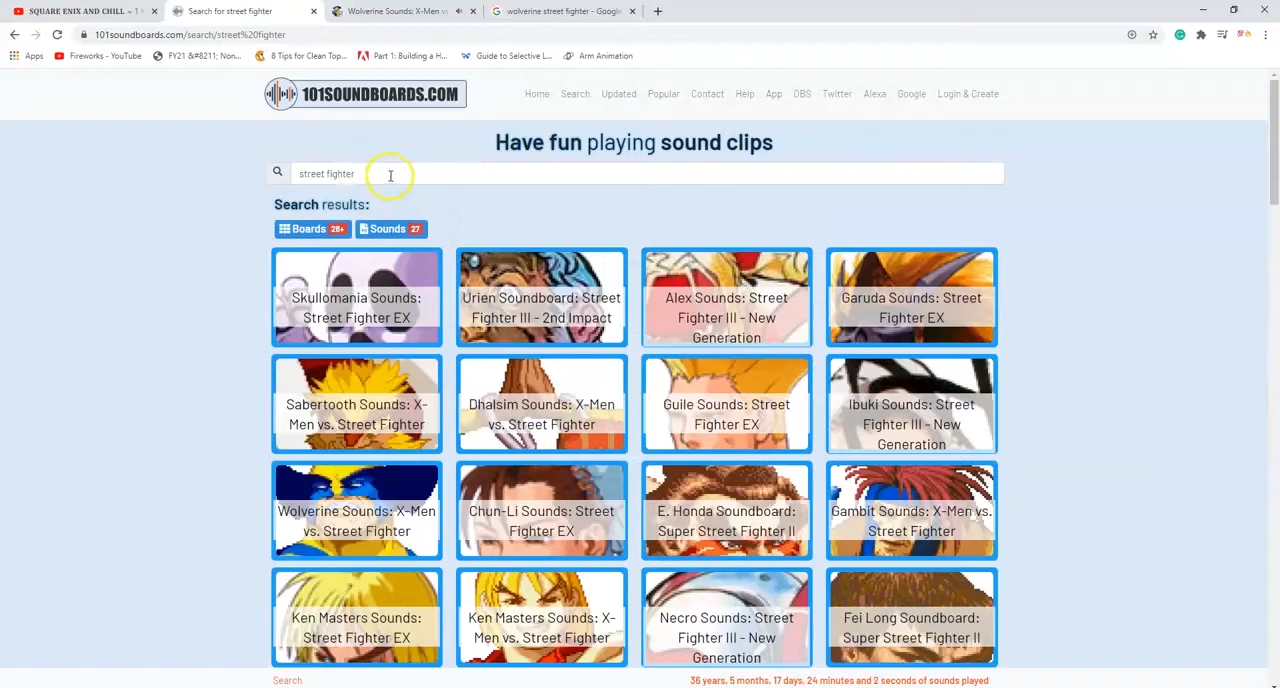 SQUARE ENIX AND CHILL ~ 1
Search for street fighter
Wolverine Sounds: X-Men vs
wolverine street fighter - Google
101soundboards.com/search/street%20fighter
Apps
Fireworks - YouTube
FY21 &#8211; Non...
8 Tips for Clean Top...
Part 1: Building a H...
Guide to Selective L...
Arm Animation
101SOUNDBOARDS.COM
Home Search Updated Popular Contact Help App OBS Twitter Alexa Google Login & Create
Have fun playing sound clips
street fighter
Search results:
Boards 28+ Sounds 27
Skullomania Sounds:
Street Fighter EX
Urien Soundboard: Street
Fighter III - 2nd Impact
Alex Sounds: Street
Fighter III - New
Generation
Garuda Sounds: Street
Fighter EX
Sabertooth Sounds: X-
Men vs. Street Fighter
Dhalsim Sounds: X-Men
vs. Street Fighter
Guile Sounds: Street
Fighter EX
Ibuki Sounds: Street
Fighter III - New
Generation
Wolverine Sounds: X-Men
vs. Street Fighter
Chun-Li Sounds: Street
Fighter EX
E. Honda Soundboard:
Super Street Fighter II
Gambit Sounds: X-Men vs.
Street Fighter
Ken Masters Sounds:
Street Fighter EX
Ken Masters Sounds: X-
Men vs. Street Fighter
Necro Sounds: Street
Fighter III - New
Generation
Fei Long Soundboard:
Super Street Fighter II
Search
36 years, 5 months, 17 days, 24 minutes and 2 seconds of sounds played